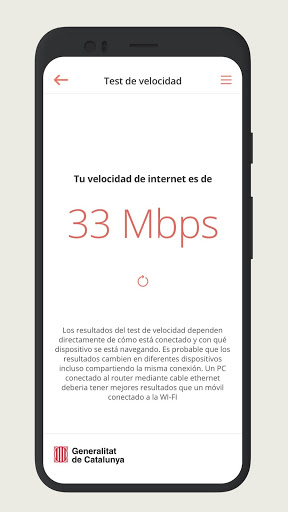 Test de velocidad
Tu velocidad de internet es de
33 Mbps
Los resultados del test de velocidad dependen
directamente de cómo está conectado y con qué
dispositivo se está navegando. Es probable que los
resultados cambien en diferentes dispositivos
incluso compartiendo la misma conexión. Un PC
conectado al router mediante cable ethernet
deberia tener mejores resultados que un móvil
conectado a la WI-FI
Generalitat
de Catalunya